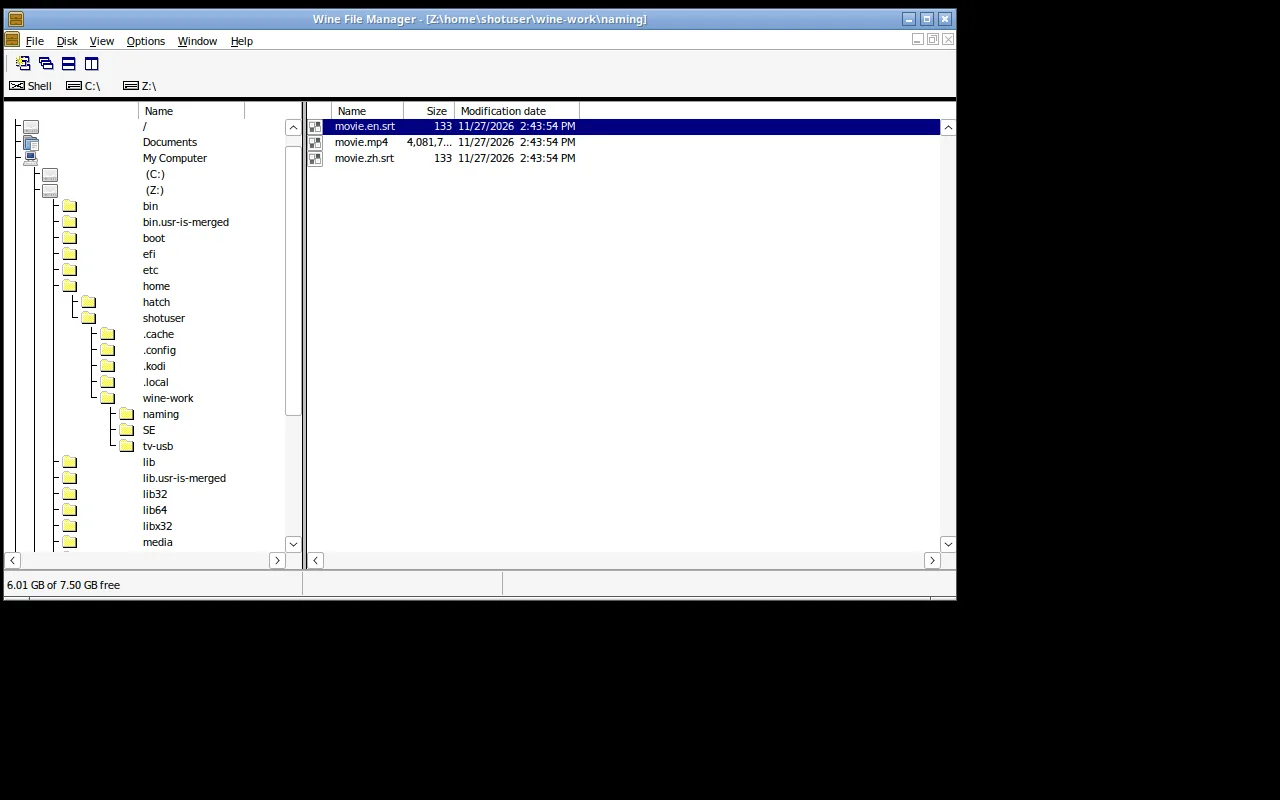 Wine File Manager - [Z:\home\shotuser\wine-work\naming]
File Disk View Options Window Help
Shell C:\ Z:\
Name
/
Documents
My Computer
(C:)
(Z:)
bin
bin.usr-is-merged
boot
efi
etc
home
hatch
shotuser
.cache
.config
.kodi
.local
wine-work
naming
SE
tv-usb
lib
lib.usr-is-merged
lib32
lib64
libx32
media
Name Size Modification date
movie.en.srt 133 11/27/2026 2:43:54 PM
movie.mp4 4,081,7... 11/27/2026 2:43:54 PM
movie.zh.srt 133 11/27/2026 2:43:54 PM
6.01 GB of 7.50 GB free